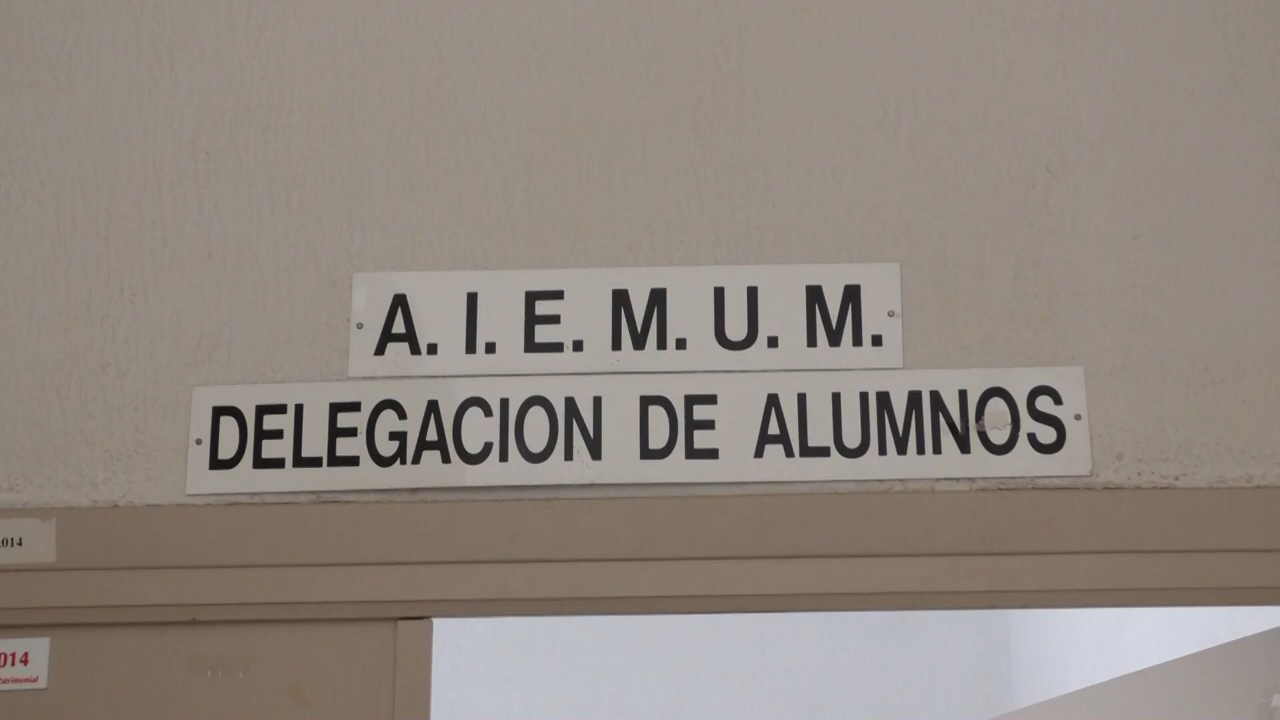 A. I. E. M. U. M.
DELEGACION DE ALUMNOS
014
014